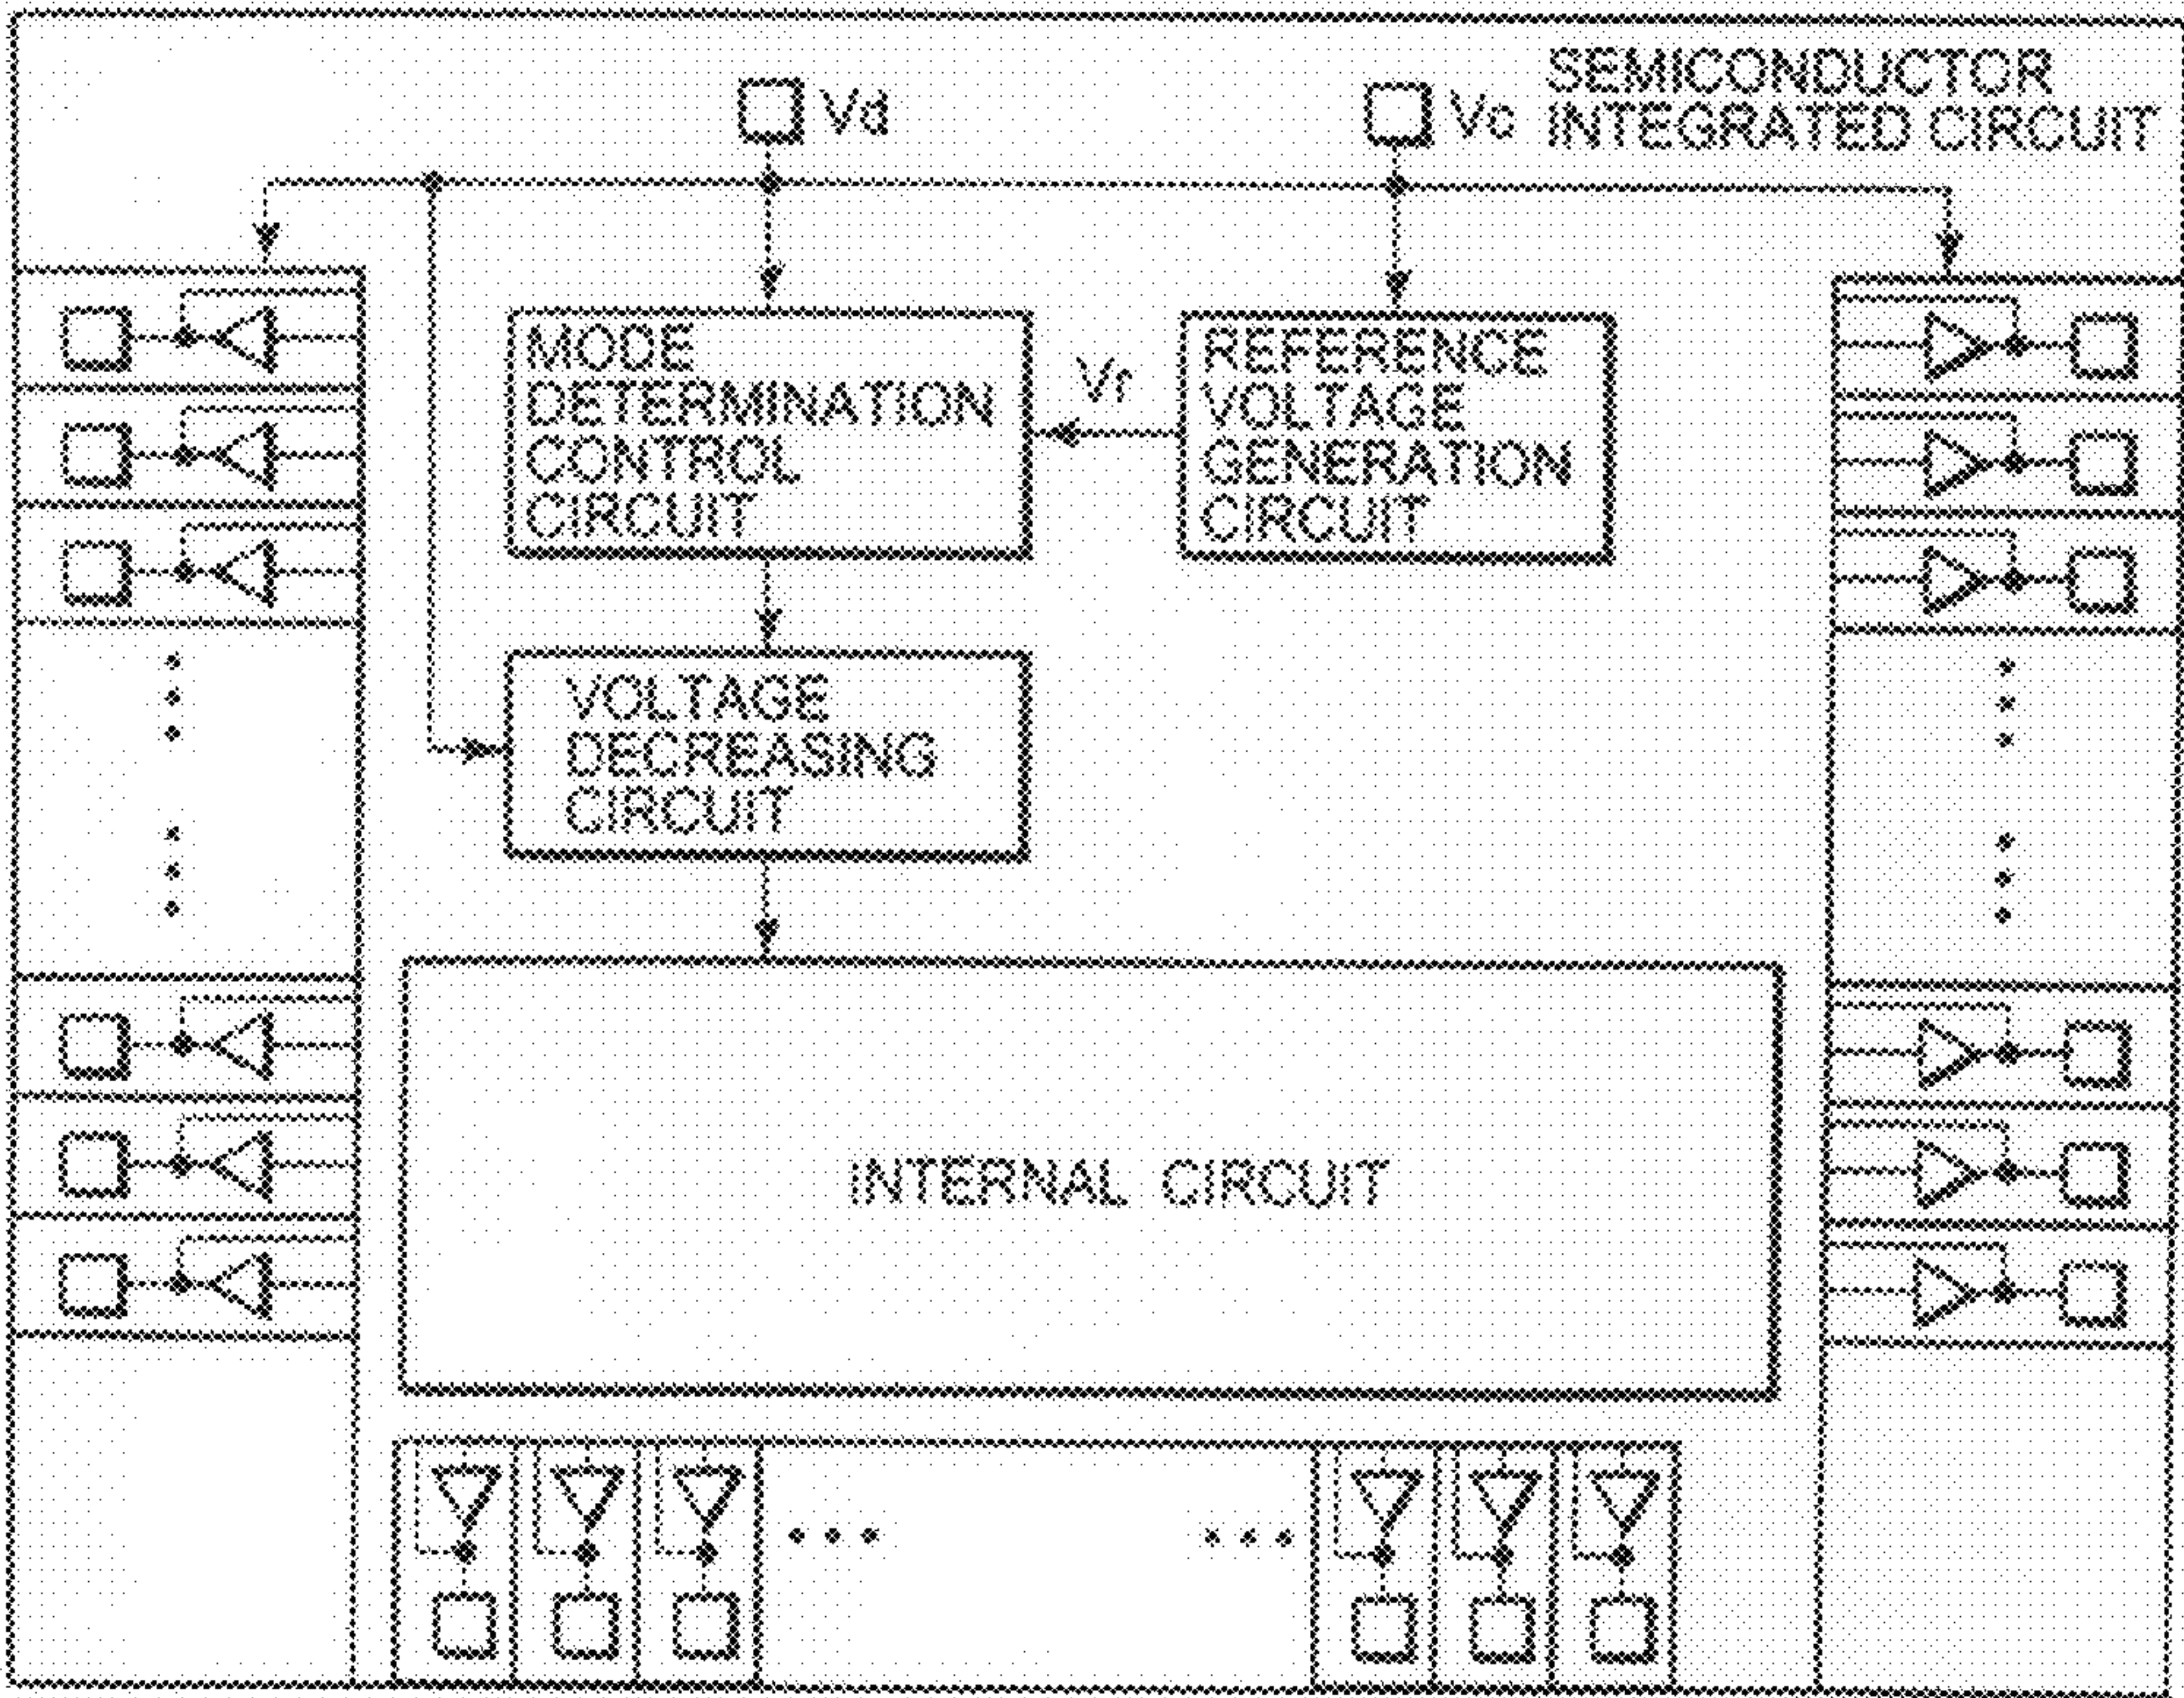 Vd
Vc
SEMICONDUCTOR
INTEGRATED CIRCUIT
MODE
DETERMINATION
CONTROL
CIRCUIT
Vr
REFERENCE
VOLTAGE
GENERATION
CIRCUIT
VOLTAGE
DECREASING
CIRCUIT
INTERNAL CIRCUIT